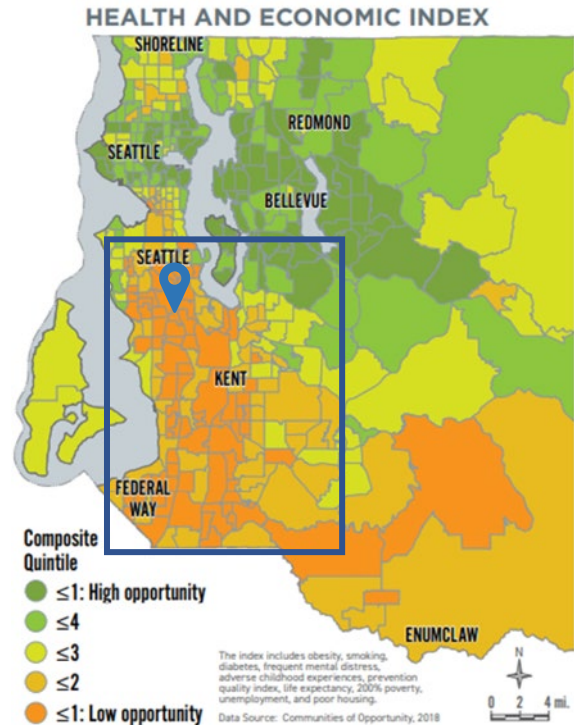 HEALTH AND ECONOMIC INDEX
SHORELINE
REDMOND
SEATTLE
BELLEVUE
SEATTLE
KENT
FEDERAL
WAY
Composite
Quintile
≤1: High opportunity
≤4
≤3
≤2
≤1: Low opportunity
ENUMCLAW
The index includes obesity, smoking,
diabetes, frequent mental distress,
adverse childhood experiences, prevention
quality index, life expectancy, 200% poverty,
unemployment, and poor housing.
Data Source: Communities of Opportunity, 2018
N
0 2 4 mi.